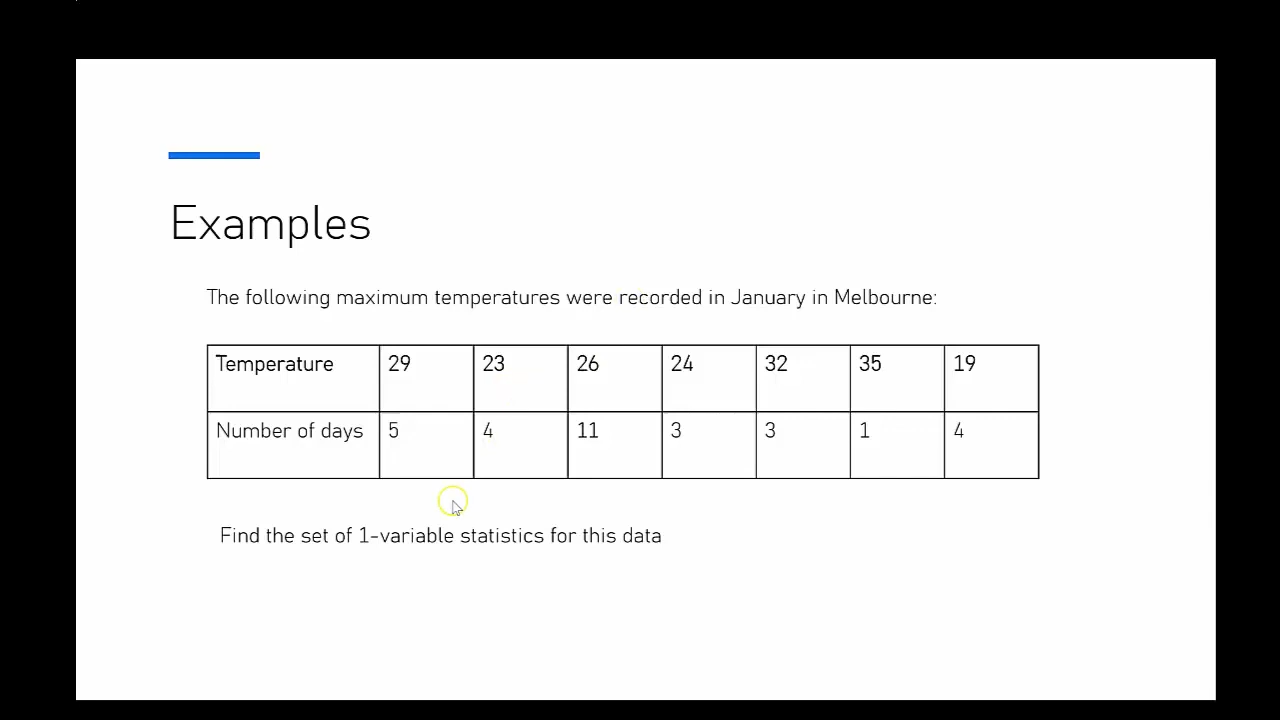 Examples
The following maximum temperatures were recorded in January in Melbourne:
Temperature 29 23 26 24 32 35 19
Number of days 5 4 11 3 3 1 4
Find the set of 1-variable statistics for this data